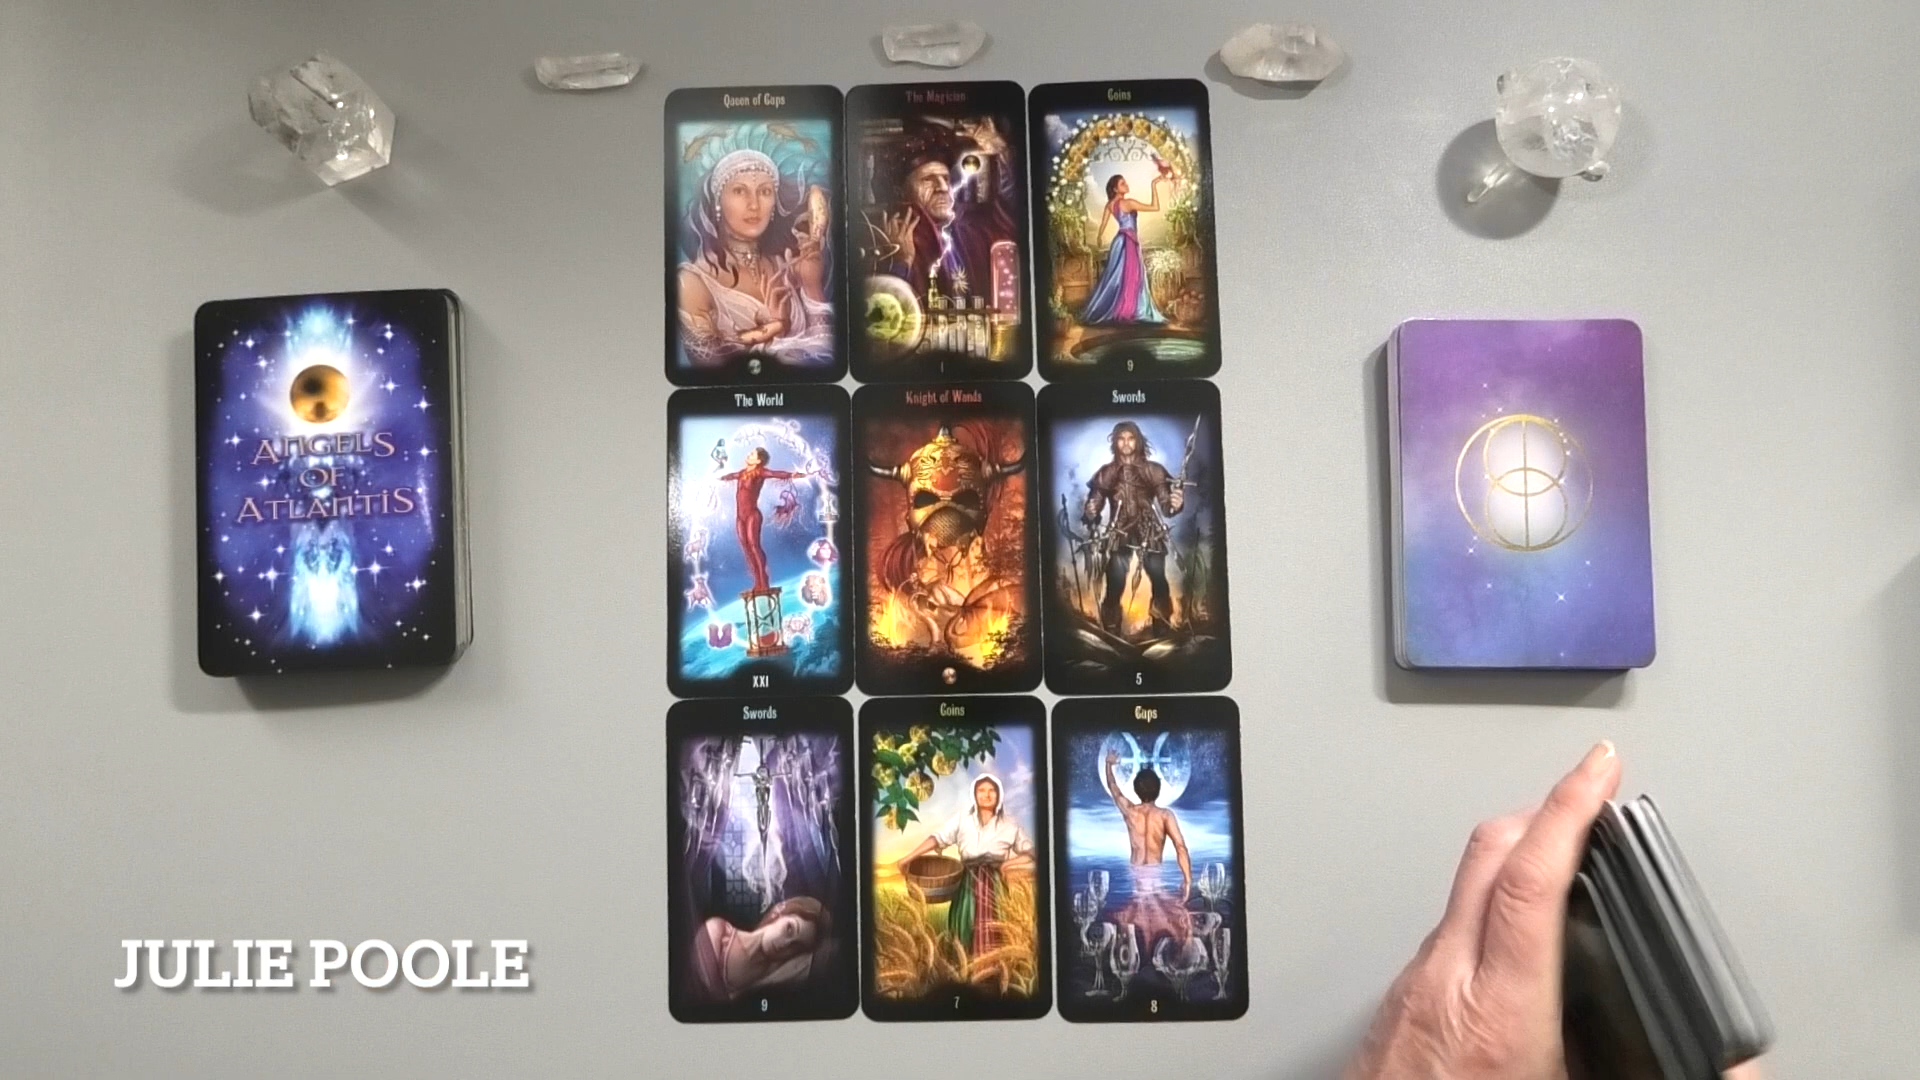 Queen of Cups
The Magician
Coins
I
9
ANGELS
OF
ATLANTIS
The World
Knight of Wands
Swords
XXI
5
Swords
Coins
Cups
9
7
8
JULIE POOLE